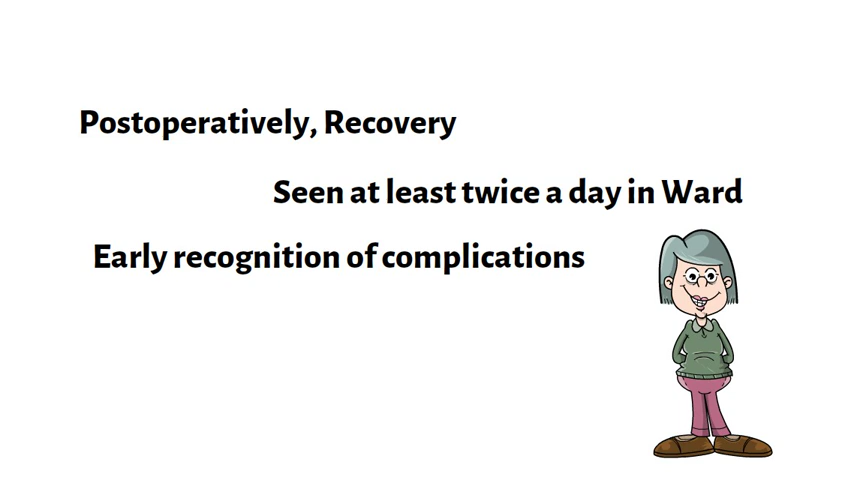 Postoperatively, Recovery
Seen at least twice a day in Ward
Early recognition of complications